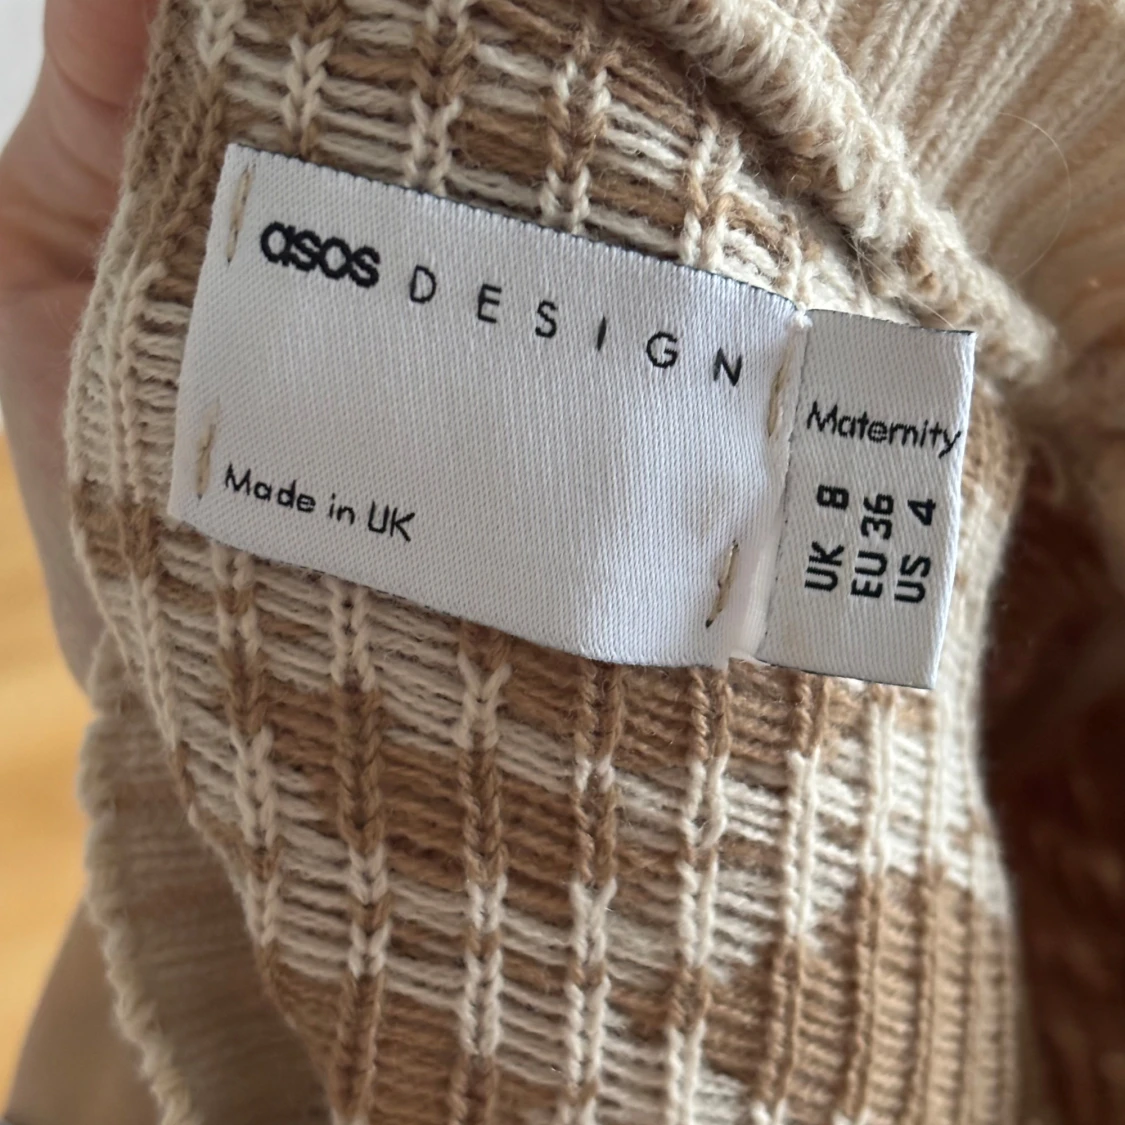 asos DESIGN
Made in UK
Maternity
UK 8
EU 36
US 4